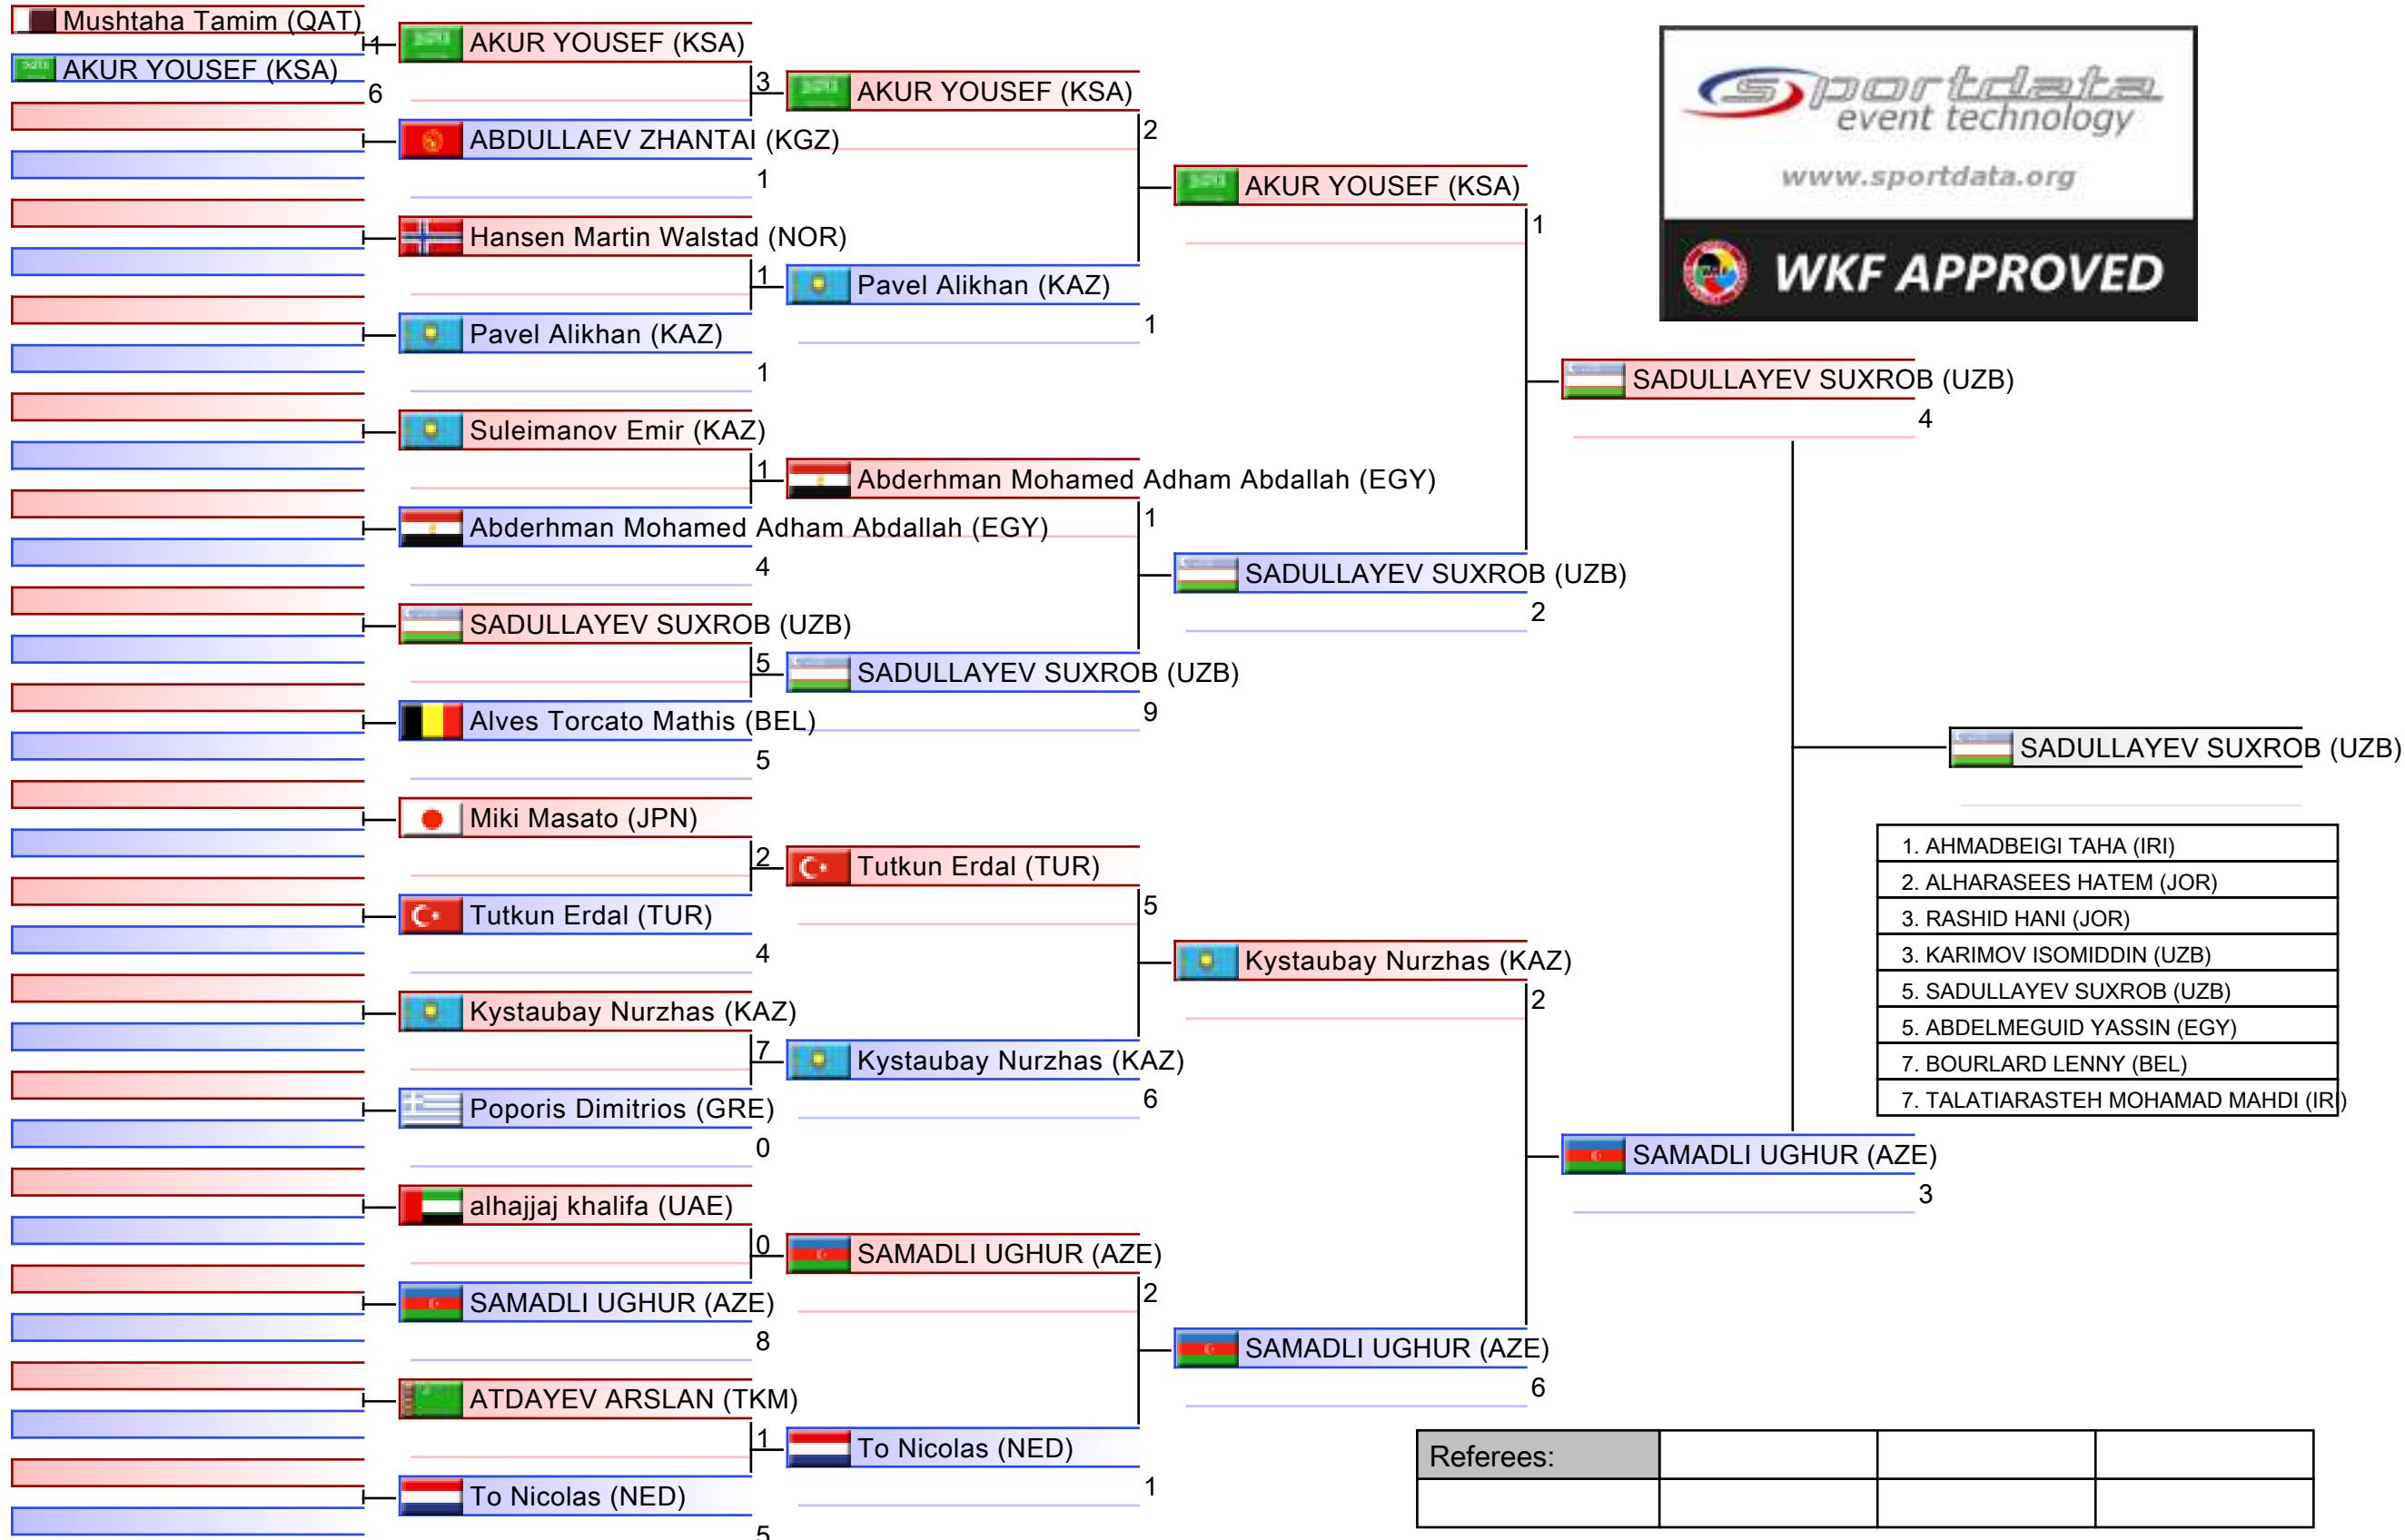 Mushtaha Tamim (QAT)
1
AKUR YOUSEF (KSA)
6
AKUR YOUSEF (KSA)
3
ABDULLAEV ZHANTAI (KGZ)
1
Hansen Martin Walstad (NOR)
1
Pavel Alikhan (KAZ)
1
Suleimanov Emir (KAZ)
1
Abderhman Mohamed Adham Abdallah (EGY)
4
SADULLAYEV SUXROB (UZB)
5
Alves Torcato Mathis (BEL)
5
Miki Masato (JPN)
2
Tutkun Erdal (TUR)
4
Kystaubay Nurzhas (KAZ)
7
Poporis Dimitrios (GRE)
0
alhajjaj khalifa (UAE)
0
SAMADLI UGHUR (AZE)
8
ATDAYEV ARSLAN (TKM)
1
To Nicolas (NED)
5
AKUR YOUSEF (KSA)
2
Pavel Alikhan (KAZ)
1
Abderhman Mohamed Adham Abdallah (EGY)
1
SADULLAYEV SUXROB (UZB)
9
Tutkun Erdal (TUR)
5
Kystaubay Nurzhas (KAZ)
6
SAMADLI UGHUR (AZE)
2
To Nicolas (NED)
1
AKUR YOUSEF (KSA)
1
SADULLAYEV SUXROB (UZB)
2
Kystaubay Nurzhas (KAZ)
2
SAMADLI UGHUR (AZE)
6
SADULLAYEV SUXROB (UZB)
4
SAMADLI UGHUR (AZE)
3
SADULLAYEV SUXROB (UZB)
sportdata
event technology
www.sportdata.org
WKF APPROVED
1. AHMADBEIGI TAHA (IRI)
2. ALHARASEES HATEM (JOR)
3. RASHID HANI (JOR)
3. KARIMOV ISOMIDDIN (UZB)
5. SADULLAYEV SUXROB (UZB)
5. ABDELMEGUID YASSIN (EGY)
7. BOURLARD LENNY (BEL)
7. TALATIARASTEH MOHAMAD MAHDI (IRI)
Referees: